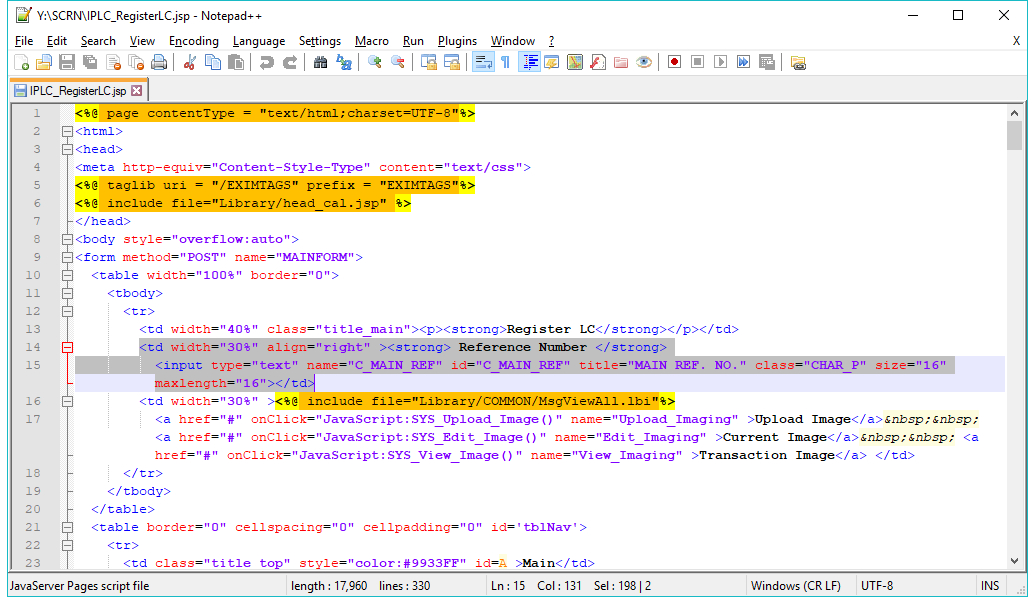 Y:\SCRN\IPLC_RegisterLC.jsp - Notepad++
File Edit Search View Encoding Language Settings Macro Run Plugins Window ? X
IPLC_RegisterLC.jsp
1 <%@ page contentType = "text/html;charset=UTF-8"%>
2 <html>
3 <head>
4 <meta http-equiv="Content-Style-Type" content="text/css">
5 <%@ taglib uri = "/EXIMTAGS" prefix = "EXIMTAGS"%>
6 <%@ include file="Library/head_cal.jsp" %>
7 </head>
8 <body style="overflow:auto">
9 <form method="POST" name="MAINFORM">
10 <table width="100%" border="0">
11 <tbody>
12 <tr>
13 <td width="40%" class="title_main"><p><strong>Register LC</strong></p></td>
14 <td width="30%" align="right" ><strong> Reference Number </strong>
15 <input type="text" name="C_MAIN_REF" id="C_MAIN_REF" title="MAIN REF. NO." class="CHAR_P" size="16"
maxlength="16"></td>
16 <td width="30%" ><%@ include file="Library/COMMON/MsgViewAll.lbi"%>
17 <a href="#" onClick="JavaScript:SYS_Upload_Image()" name="Upload_Imaging" >Upload Image</a>&nbsp;&nbsp;
<a href="#" onClick="JavaScript:SYS_Edit_Image()" name="Edit_Imaging" >Current Image</a>&nbsp;&nbsp; <a
href="#" onClick="JavaScript:SYS_View_Image()" name="View_Imaging" >Transaction Image</a> </td>
18 </tr>
19 </tbody>
20 </table>
21 <table border="0" cellspacing="0" cellpadding="0" id='tblNav'>
22 <tr>
23 <td class="title top" style="color:#9933FF" id=A >Main</td>
JavaServer Pages script file length : 17,960 lines : 330 Ln : 15 Col : 131 Sel : 198 | 2 Windows (CR LF) UTF-8 INS